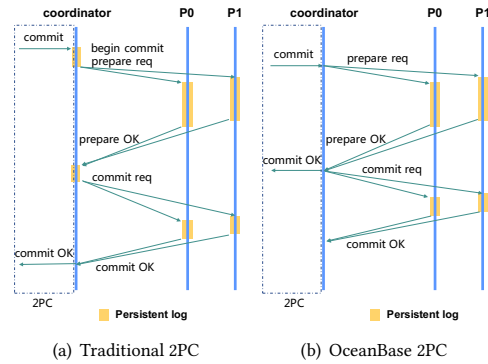 coordinator P0 P1
commit
begin commit
prepare req
prepare OK
commit req
commit OK
commit OK
2PC
Persistent log
(a) Traditional 2PC
coordinator P0 P1
commit
prepare req
prepare OK
commit OK
commit req
commit OK
2PC
Persistent log
(b) OceanBase 2PC